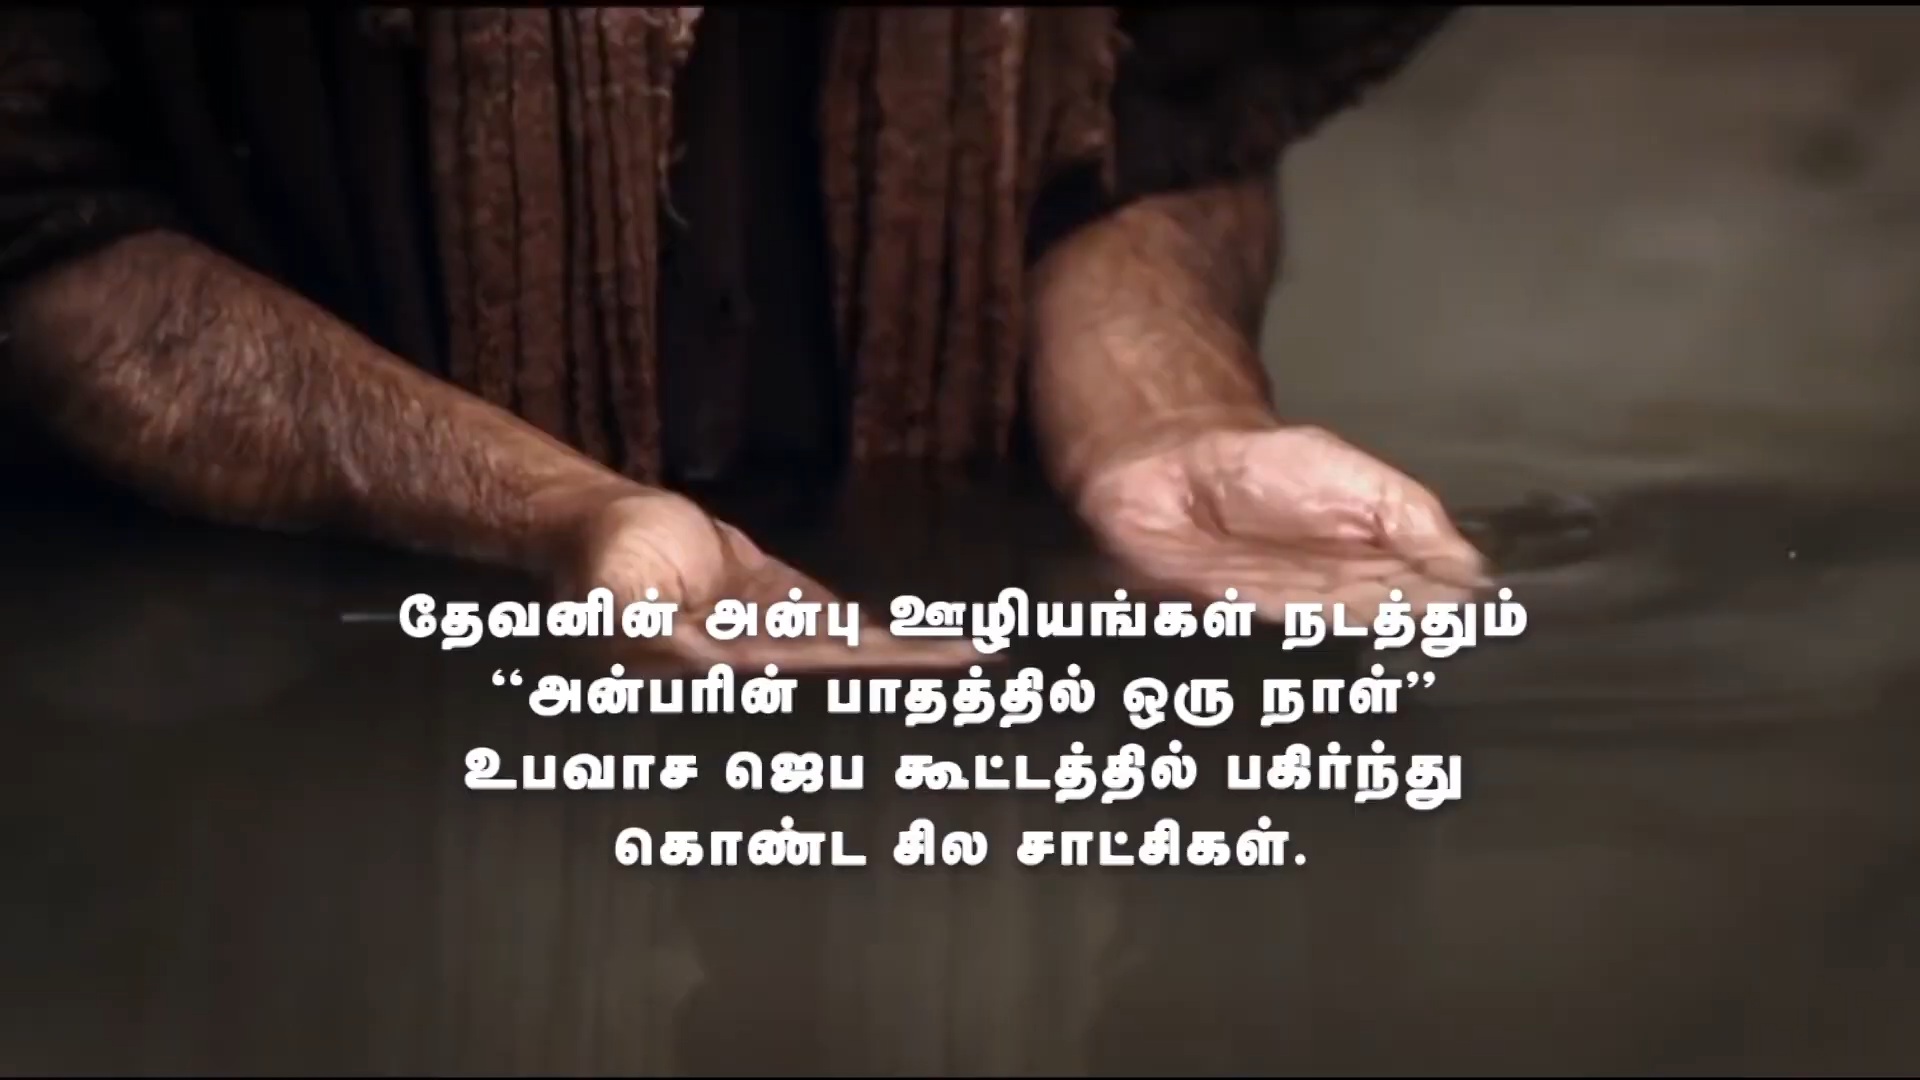 தேவனின் அன்பு ஊழியங்கள் நடத்தும்
“அன்பரின் பாதத்தில் ஒரு நாள்”
உபவாச ஜெப கூட்டத்தில் பகிர்ந்து
கொண்ட சில சாட்சிகள்.